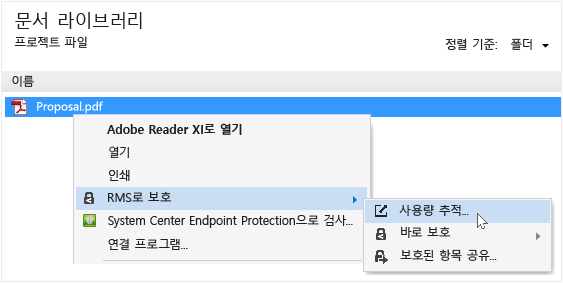 문서 라이브러리
프로젝트 파일
정렬 기준: 폴더
이름
Proposal.pdf
Adobe Reader XI로 열기
열기
인쇄
RMS로 보호
사용량 추적...
System Center Endpoint Protection으로 검사...
바로 보호
연결 프로그램...
보호된 항목 공유...